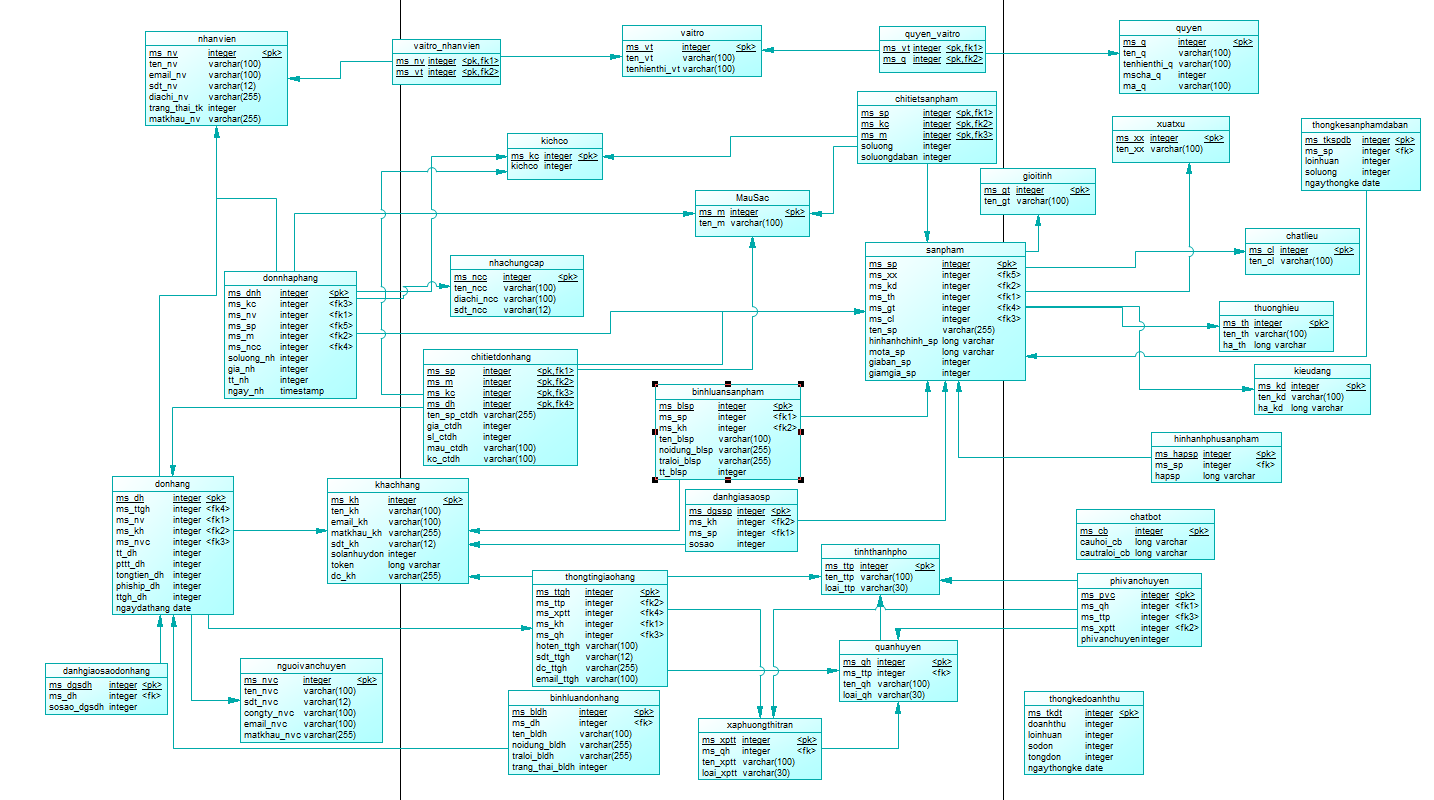 nhanvien
ms_nv integer <pk>
ten_nv varchar(100)
email_nv varchar(100)
sdt_nv varchar(12)
diachi_nv varchar(255)
trang_thai_tk integer
matkhau_nv varchar(255)
vaitro_nhanvien
ms_nv integer <pk,fk1>
ms_vt integer <pk,fk2>
vaitro
ms_vt integer <pk>
ten_vt varchar(100)
tenhienthi_vt varchar(100)
quyen_vaitro
ms_vt integer <pk,fk1>
ms_q integer <pk,fk2>
quyen
ms_q integer <pk>
ten_q varchar(100)
tenhienthi_q varchar(100)
mscha_q integer
ma_q varchar(100)
chitietsanpham
ms_sp integer <pk,fk1>
ms_kc integer <pk,fk2>
ms_m integer <pk,fk3>
soluong integer
soluongdaban integer
kichco
ms_kc integer <pk>
kichco integer
xuatxu
ms_xx integer <pk>
ten_xx varchar(100)
thongkesanphamdaban
ms_tkspdb integer <pk>
ms_sp integer <fk>
loinhuan integer
soluong integer
ngaythongke date
gioitinh
ms_gt integer <pk>
ten_gt varchar(100)
MauSac
ms_m integer <pk>
ten_m varchar(100)
chatlieu
ms_cl integer <pk>
ten_cl varchar(100)
sanpham
ms_sp integer <pk>
ms_xx integer <fk5>
ms_kd integer <fk2>
ms_th integer <fk1>
ms_gt integer <fk4>
ms_cl integer <fk3>
ten_sp varchar(255)
hinhanhchinh_sp long varchar
mota_sp long varchar
giaban_sp integer
giamgia_sp integer
nhacungcap
ms_ncc integer <pk>
ten_ncc varchar(100)
diachi_ncc varchar(100)
sdt_ncc varchar(12)
donnhaphang
ms_dnh integer <pk>
ms_kc integer <fk3>
ms_nv integer <fk1>
ms_sp integer <fk5>
ms_m integer <fk2>
ms_ncc integer <fk4>
soluong_nh integer
gia_nh integer
tt_nh integer
ngay_nh timestamp
thuonghieu
ms_th integer <pk>
ten_th varchar(100)
ha_th long varchar
chitietdonhang
ms_sp integer <pk,fk1>
ms_m integer <pk,fk2>
ms_kc integer <pk,fk3>
ms_dh integer <pk,fk4>
ten_sp_ctdh varchar(255)
gia_ctdh integer
sl_ctdh integer
mau_ctdh varchar(100)
kc_ctdh varchar(100)
kieudang
ms_kd integer <pk>
ten_kd varchar(100)
ha_kd long varchar
binhluansanpham
ms_blsp integer <pk>
ms_sp integer <fk1>
ms_kh integer <fk2>
ten_blsp varchar(100)
noidung_blsp varchar(255)
traloi_blsp varchar(255)
tt_blsp integer
hinhanhphusanpham
ms_hapsp integer <pk>
ms_sp integer <fk>
hapsp long varchar
donhang
ms_dh integer <pk>
ms_ttgh integer <fk4>
ms_nv integer <fk1>
ms_kh integer <fk2>
ms_nvc integer <fk3>
tt_dh integer
pttt_dh integer
tongtien_dh integer
phiship_dh integer
ttgh_dh integer
ngaydathang date
khachhang
ms_kh integer <pk>
ten_kh varchar(100)
email_kh varchar(100)
matkhau_kh varchar(255)
sdt_kh varchar(12)
solanhuydon integer
token long varchar
dc_kh varchar(255)
danhgiasaosp
ms_dgssp integer <pk>
ms_kh integer <fk2>
ms_sp integer <fk1>
sosao integer
chatbot
ms_cb integer <pk>
cauhoi_cb long varchar
cautraloi_cb long varchar
tinhthanhpho
ms_ttp integer <pk>
ten_ttp varchar(100)
loai_ttp varchar(30)
thongtingiaohang
ms_ttgh integer <pk>
ms_ttp integer <fk2>
ms_xptt integer <fk4>
ms_kh integer <fk1>
ms_qh integer <fk3>
hoten_ttgh varchar(100)
sdt_ttgh varchar(12)
dc_ttgh varchar(255)
email_ttgh varchar(100)
phivanchuyen
ms_pvc integer <pk>
ms_qh integer <fk1>
ms_ttp integer <fk3>
ms_xptt integer <fk2>
phivanchuyen integer
quanhuyen
ms_qh integer <pk>
ms_ttp integer <fk>
ten_qh varchar(100)
loai_qh varchar(30)
danhgiaosaodonhang
ms_dgsdh integer <pk>
ms_dh integer <fk>
sosao_dgsdh integer
nguoivanchuyen
ms_nvc integer <pk>
ten_nvc varchar(100)
sdt_nvc varchar(12)
congty_nvc varchar(100)
email_nvc varchar(100)
matkhau_nvc varchar(255)
binhluandonhang
ms_bldh integer <pk>
ms_dh integer <fk>
ten_bldh varchar(100)
noidung_bldh varchar(255)
traloi_bldh varchar(255)
trang_thai_bldh integer
xaphuongthitran
ms_xptt integer <pk>
ms_qh integer <fk>
ten_xptt varchar(100)
loai_xptt varchar(30)
thongkedoanhthu
ms_tkdt integer <pk>
doanhthu integer
loinhuan integer
sodon integer
tongdon integer
ngaythongke date